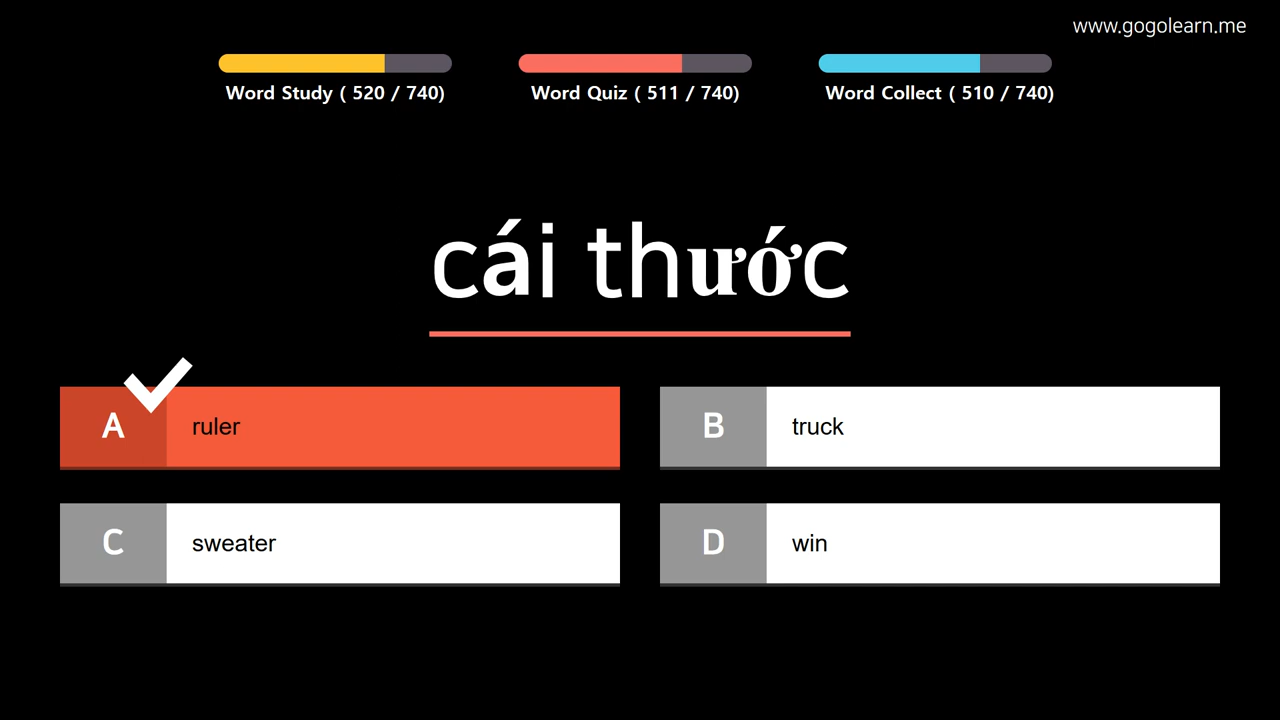 www.gogolearn.me
Word Study ( 520 / 740)
Word Quiz ( 511 / 740)
Word Collect ( 510 / 740)
cái thước
A ruler
B truck
C sweater
D win